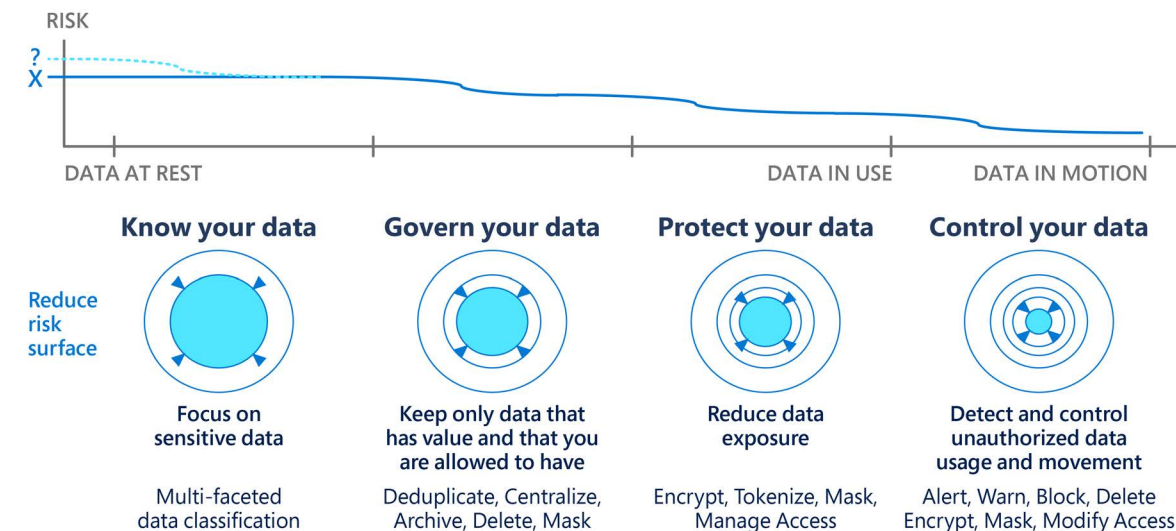 RISK
?
X
DATA AT REST
DATA IN USE
DATA IN MOTION
Know your data
Govern your data
Protect your data
Control your data
Reduce
risk
surface
Focus on
sensitive data
Keep only data that
has value and that you
are allowed to have
Reduce data
exposure
Detect and control
unauthorized data
usage and movement
Multi-faceted
data classification
Deduplicate, Centralize,
Archive, Delete, Mask
Encrypt, Tokenize, Mask,
Manage Access
Alert, Warn, Block, Delete
Encrypt, Mask, Modify Access